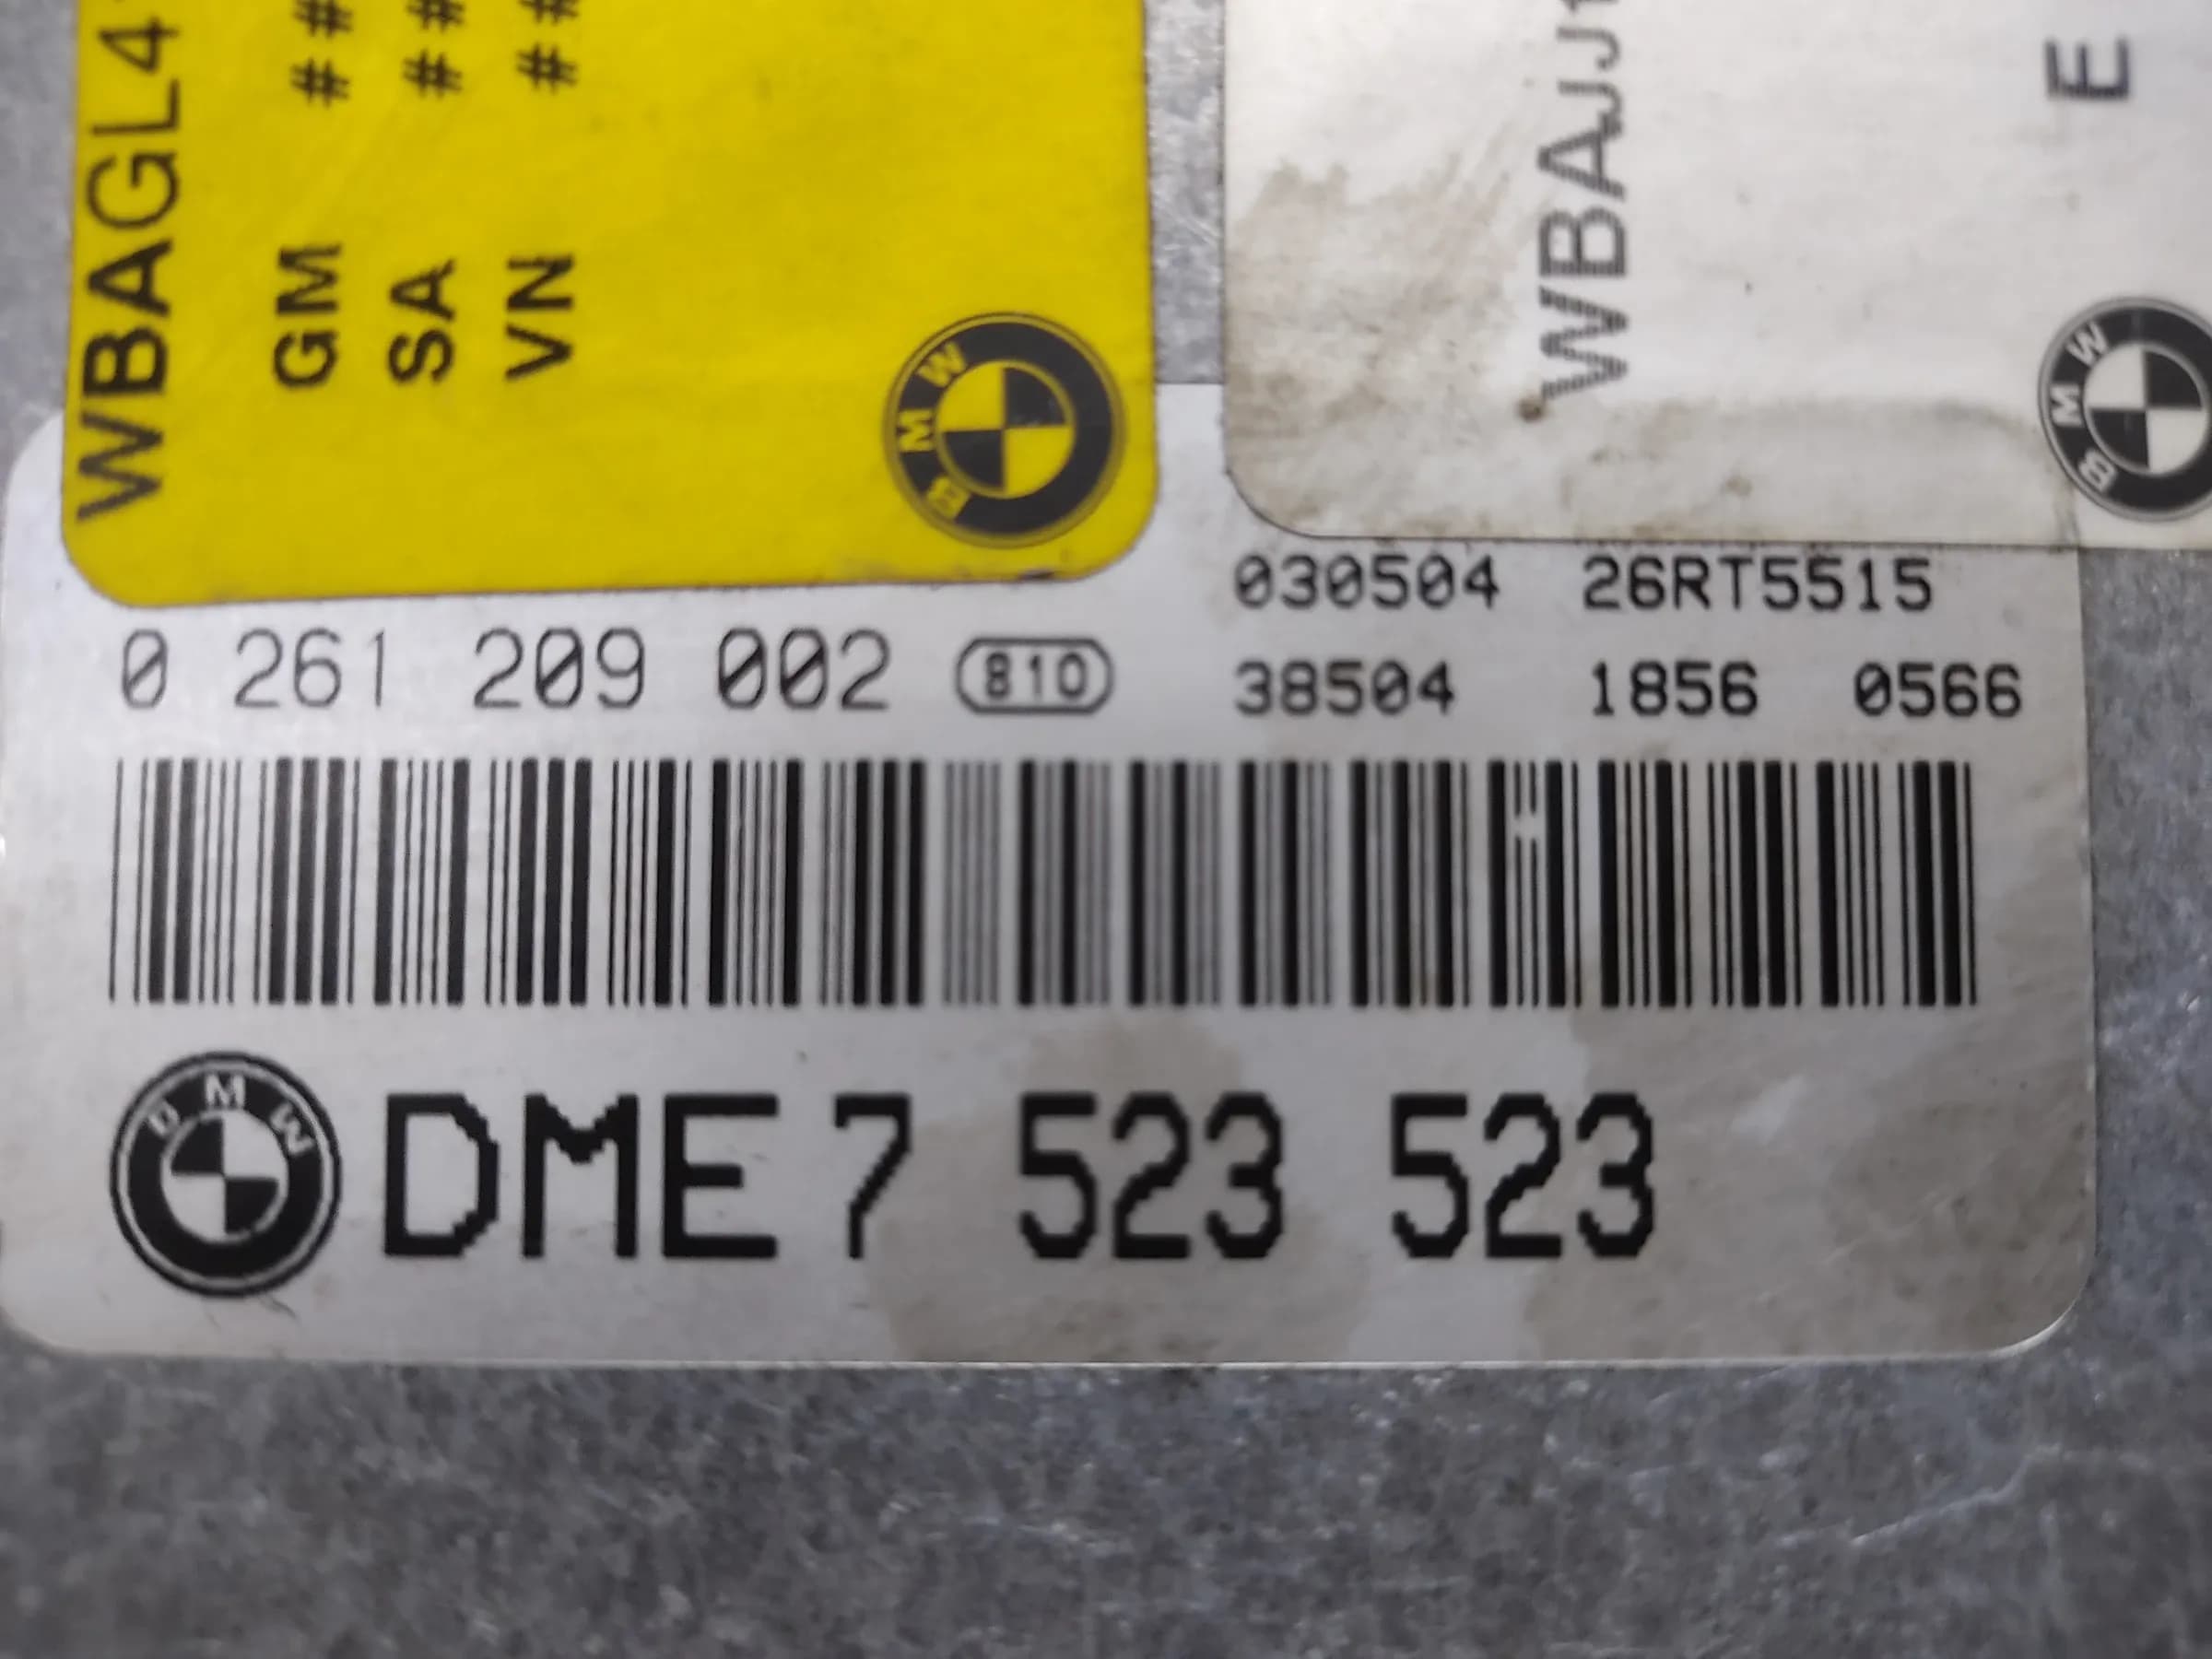 WBAGL4
GM ##
SA ##
VN ##
BMW
WBAJJ1
E
BMW
030504 26RT5515
0 261 209 002 810 38504 1856 0566
BMW DME 7 523 523